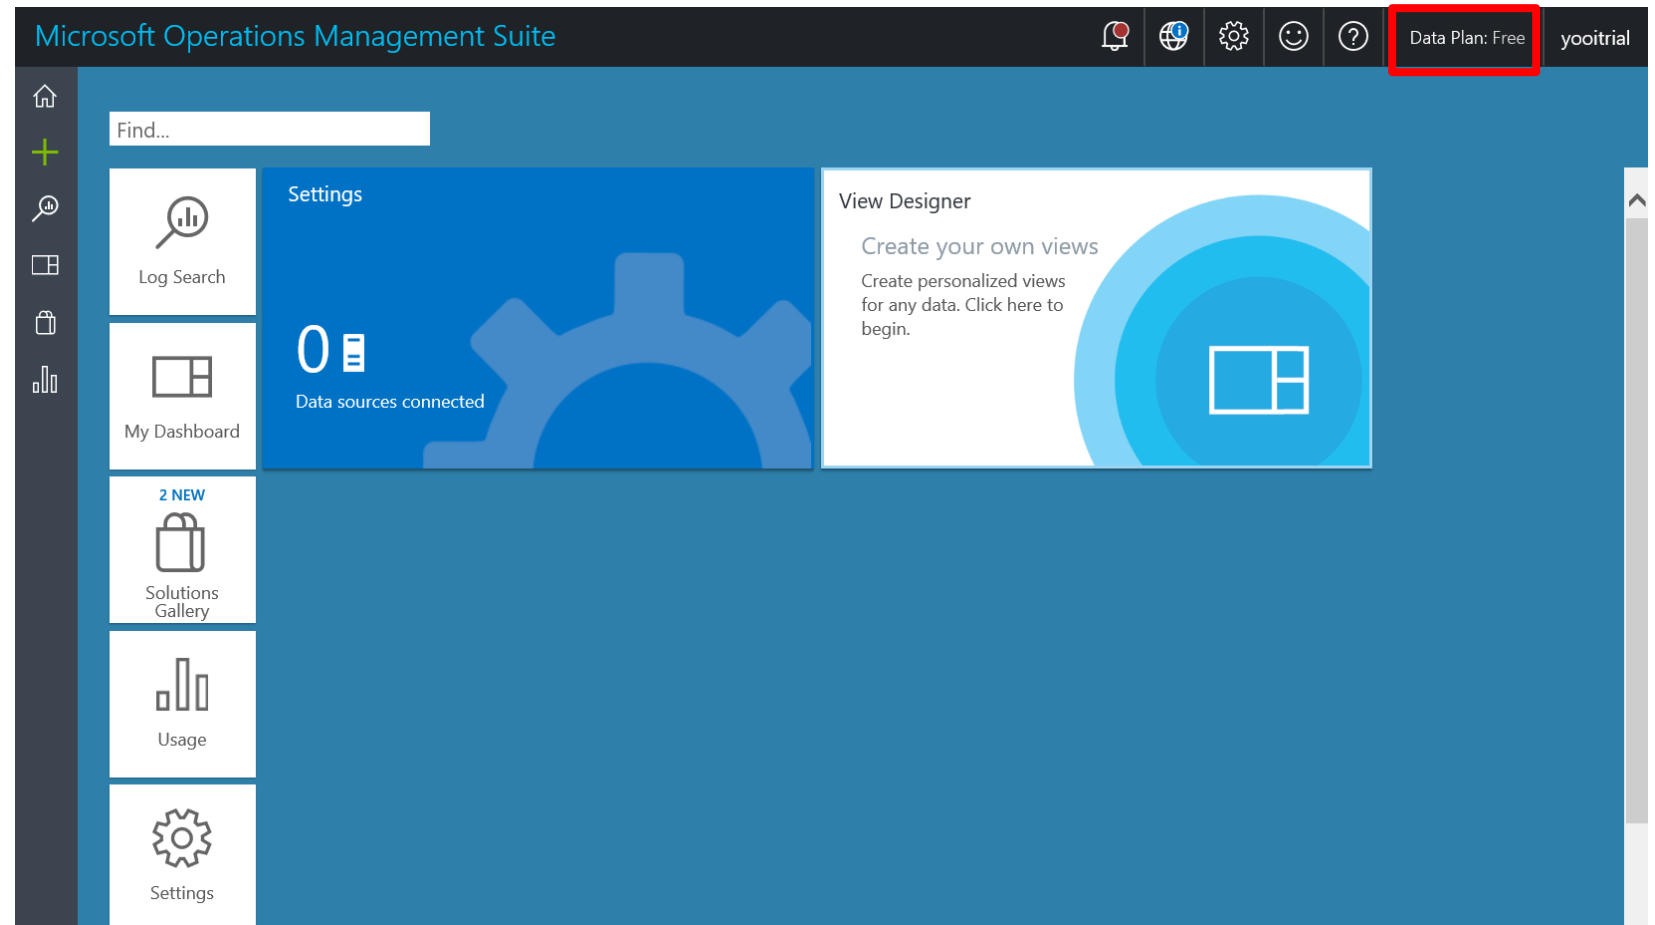 Microsoft Operations Management Suite
Data Plan: Free
yooitrial
Find...
Log Search
My Dashboard
2 NEW
Solutions
Gallery
Usage
Settings
Settings
0
Data sources connected
View Designer
Create your own views
Create personalized views
for any data. Click here to
begin.